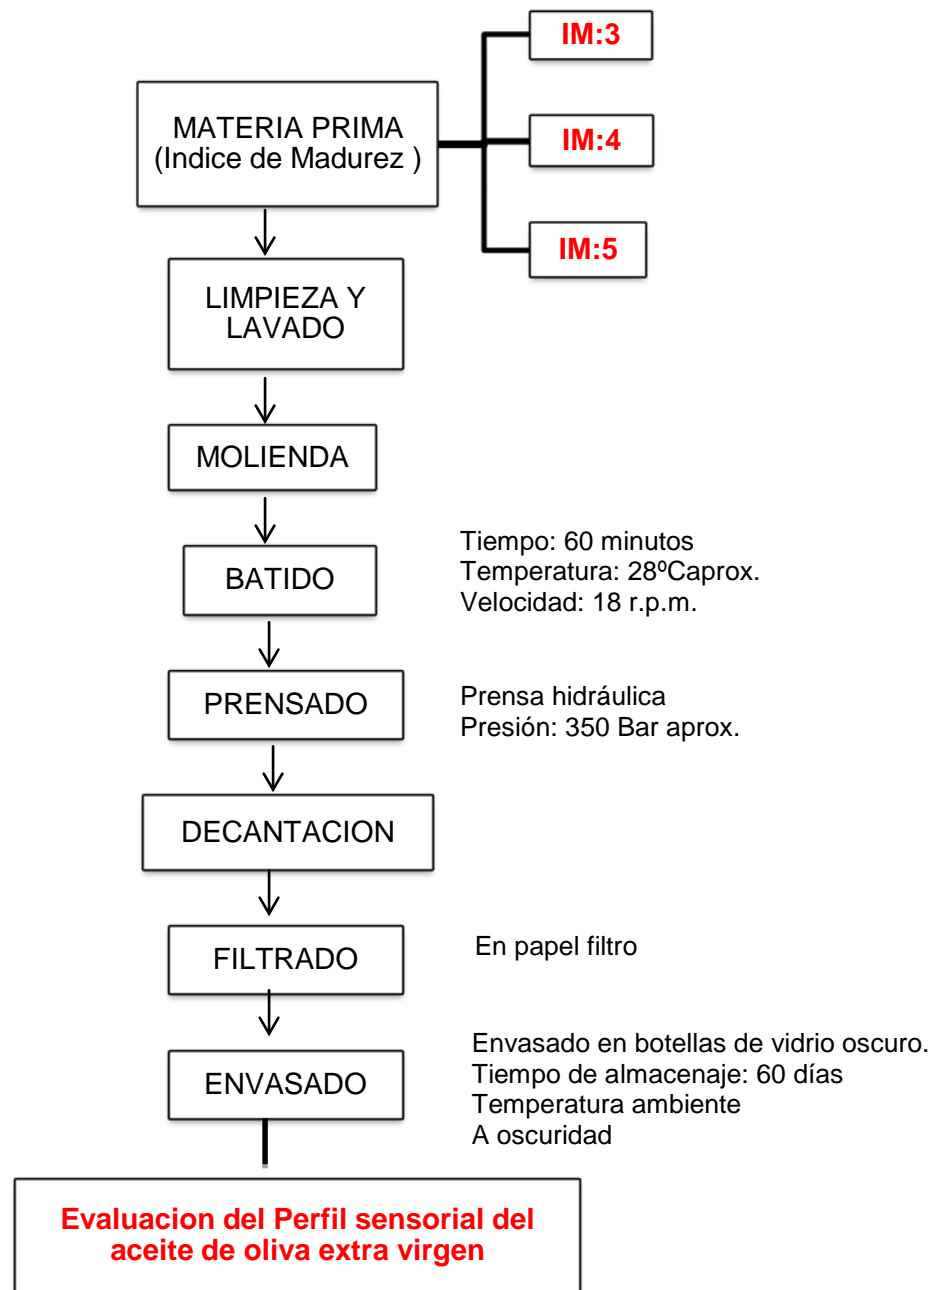 IM:3
MATERIA PRIMA
(Indice de Madurez )
IM:4
IM:5
LIMPIEZA Y
LAVADO
MOLIENDA
BATIDO
Tiempo: 60 minutos
Temperatura: 28ºCaprox.
Velocidad: 18 r.p.m.
PRENSADO
Prensa hidráulica
Presión: 350 Bar aprox.
DECANTACION
FILTRADO
En papel filtro
ENVASADO
Envasado en botellas de vidrio oscuro.
Tiempo de almacenaje: 60 días
Temperatura ambiente
A oscuridad
Evaluacion del Perfil sensorial del
aceite de oliva extra virgen